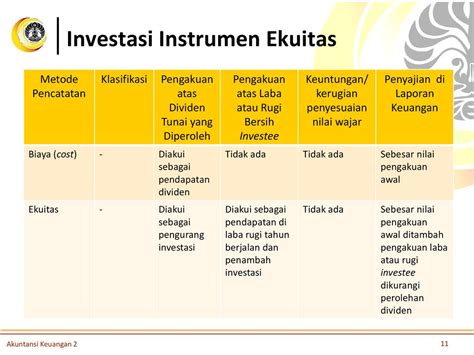 Investasi Instrumen Ekuitas
Metode
Pencatatan
Klasifikasi
Pengakuan
atas
Dividen
Tunai yang
Diperoleh
Pengakuan
atas Laba
atau Rugi
Bersih
Investee
Keuntungan/
kerugian
penyesuaian
nilai wajar
Penyajian di
Laporan
Keuangan
Biaya (cost)
-
Diakui
sebagai
pendapatan
dividen
Tidak ada
Tidak ada
Sebesar nilai
pengakuan
awal
Ekuitas
-
Diakui
sebagai
pengurang
investasi
Diakui sebagai
pendapatan di
laba rugi tahun
berjalan dan
penambah
investasi
Tidak ada
Sebesar nilai
pengakuan
awal ditambah
pengakuan laba
atau rugi
investee
dikurangi
perolehan
dividen
Akuntansi Keuangan 2
11